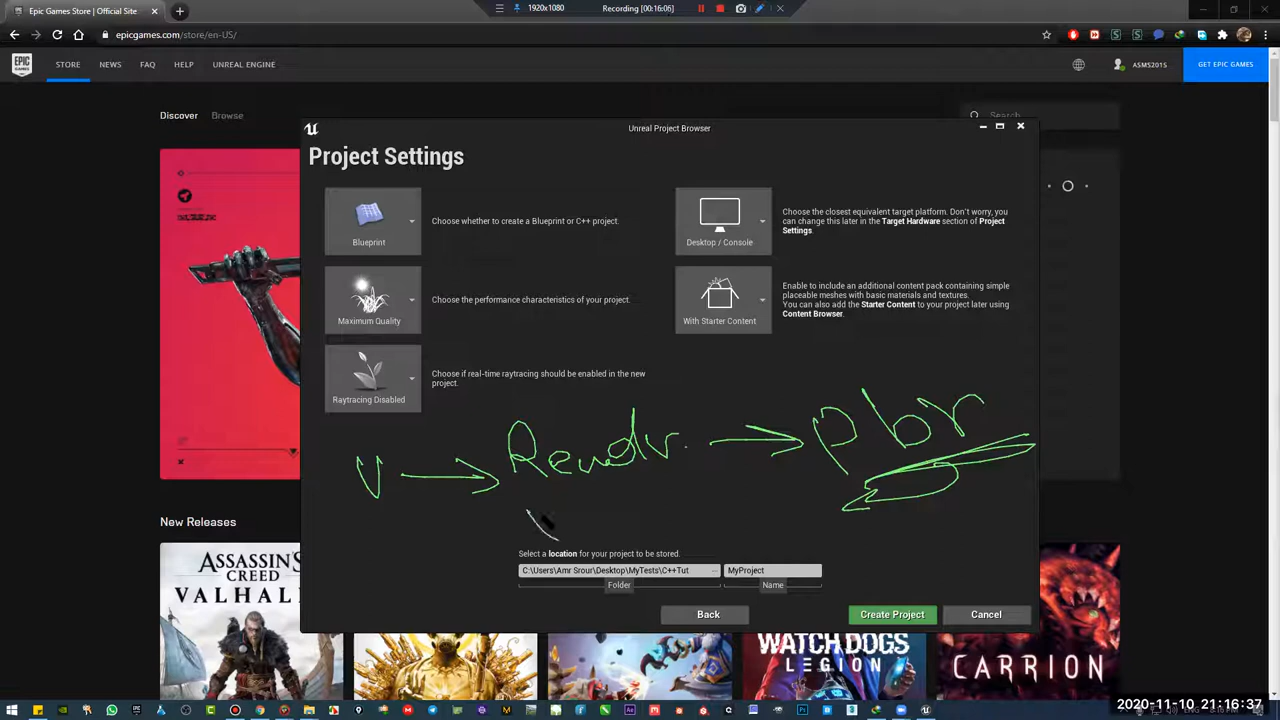 Epic Games Store | Official Site
1920x1080
Recording [00:16:06]
epicgames.com/store/en-US/
EPIC GAMES
STORE
NEWS
FAQ
HELP
UNREAL ENGINE
ASMS2015
GET EPIC GAMES
Discover
Browse
Search
Unreal Project Browser
Project Settings
Blueprint
Choose whether to create a Blueprint or C++ project.
Desktop / Console
Choose the closest equivalent target platform. Don't worry, you
can change this later in the Target Hardware section of Project
Settings.
Maximum Quality
Choose the performance characteristics of your project.
With Starter Content
Enable to include an additional content pack containing simple
placeable meshes with basic materials and textures.
You can also add the Starter Content to your project later using
Content Browser.
Raytracing Disabled
Choose if real-time raytracing should be enabled in the new
project.
Pbr
New Releases
Select a location for your project to be stored.
C:\Users\Amr Srour\Desktop\MyTests\C++Tut
...
MyProject
Folder
Name
Back
Create Project
Cancel
ASSASSIN'S
CREED
VALHALLA
WATCH DOGS
LEGION
CARRION
2020-11-10 21:16:37